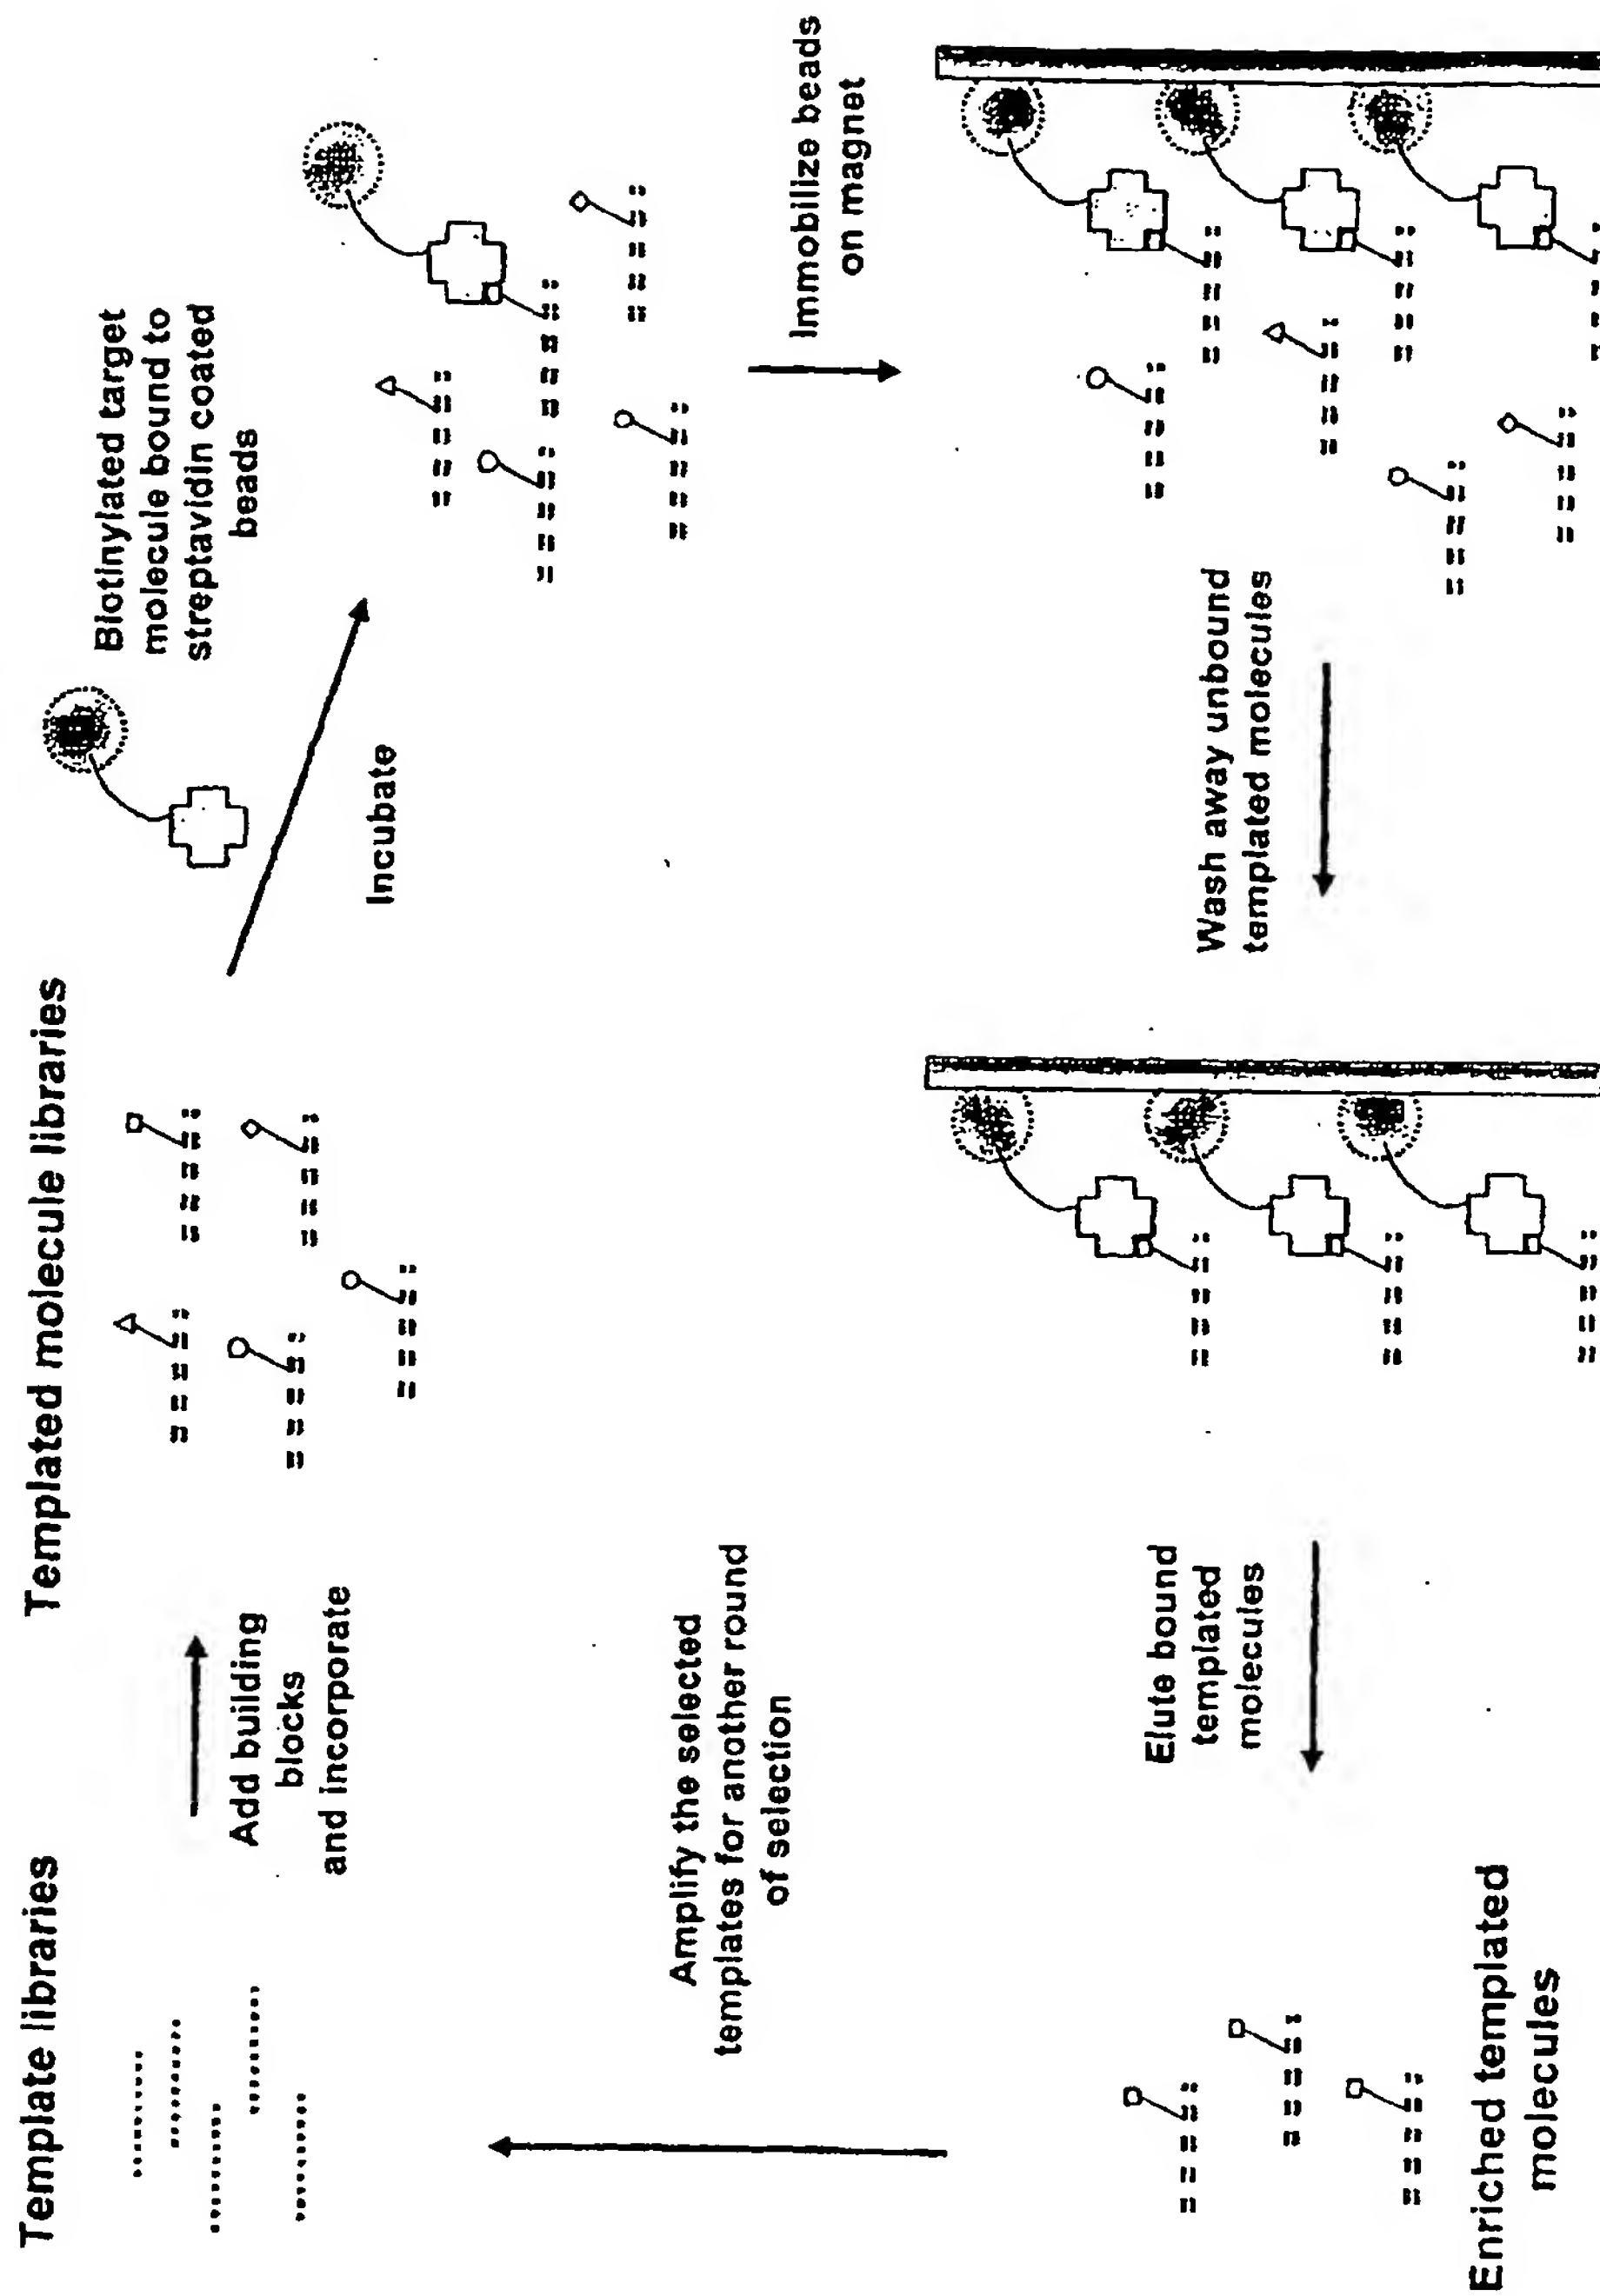 Template libraries
Add building
blocks
and incorporate
Templated molecule libraries
Incubate
Biotinylated target
molecule bound to
streptavidin coated
beads
Immobilize beads
on magnet
Wash away unbound
templated molecules
Elute bound
templated
molecules
Enriched templated
molecules
Amplify the selected
templates for another round
of selection